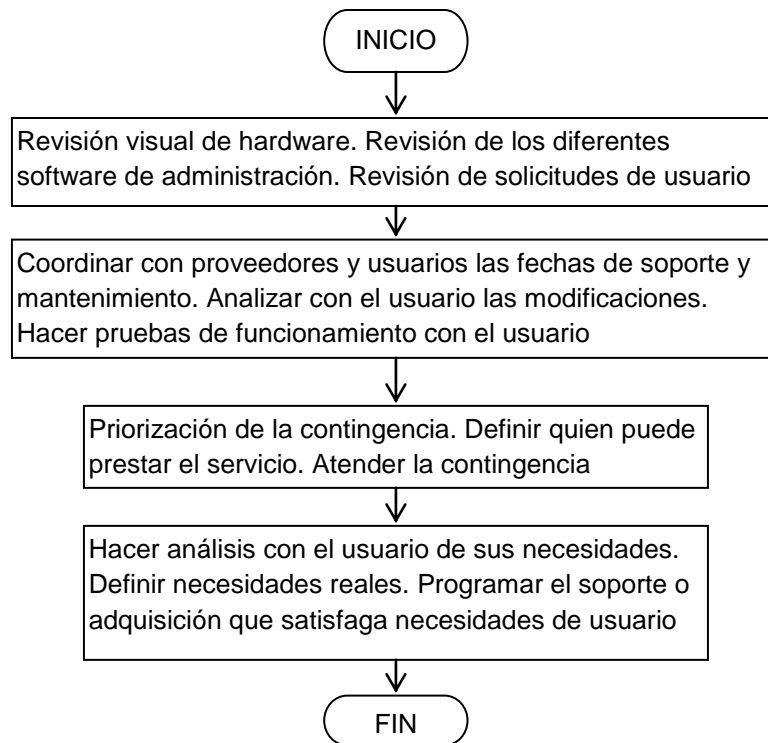 INICIO
Revisión visual de hardware. Revisión de los diferentes
software de administración. Revisión de solicitudes de usuario
Coordinar con proveedores y usuarios las fechas de soporte y
mantenimiento. Analizar con el usuario las modificaciones.
Hacer pruebas de funcionamiento con el usuario
Priorización de la contingencia. Definir quien puede
prestar el servicio. Atender la contingencia
Hacer análisis con el usuario de sus necesidades.
Definir necesidades reales. Programar el soporte o
adquisición que satisfaga necesidades de usuario
FIN